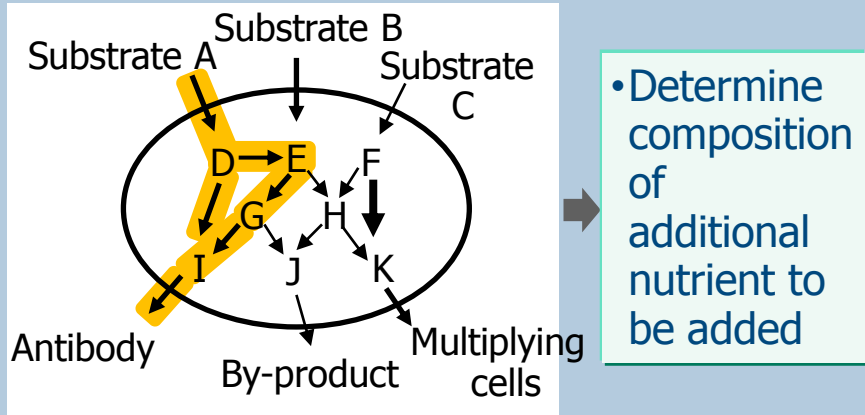 Substrate A
Substrate B
Substrate
C
D
E
F
G
H
I
J
K
Antibody
By-product
Multiplying
cells
•Determine
composition
of
additional
nutrient to
be added